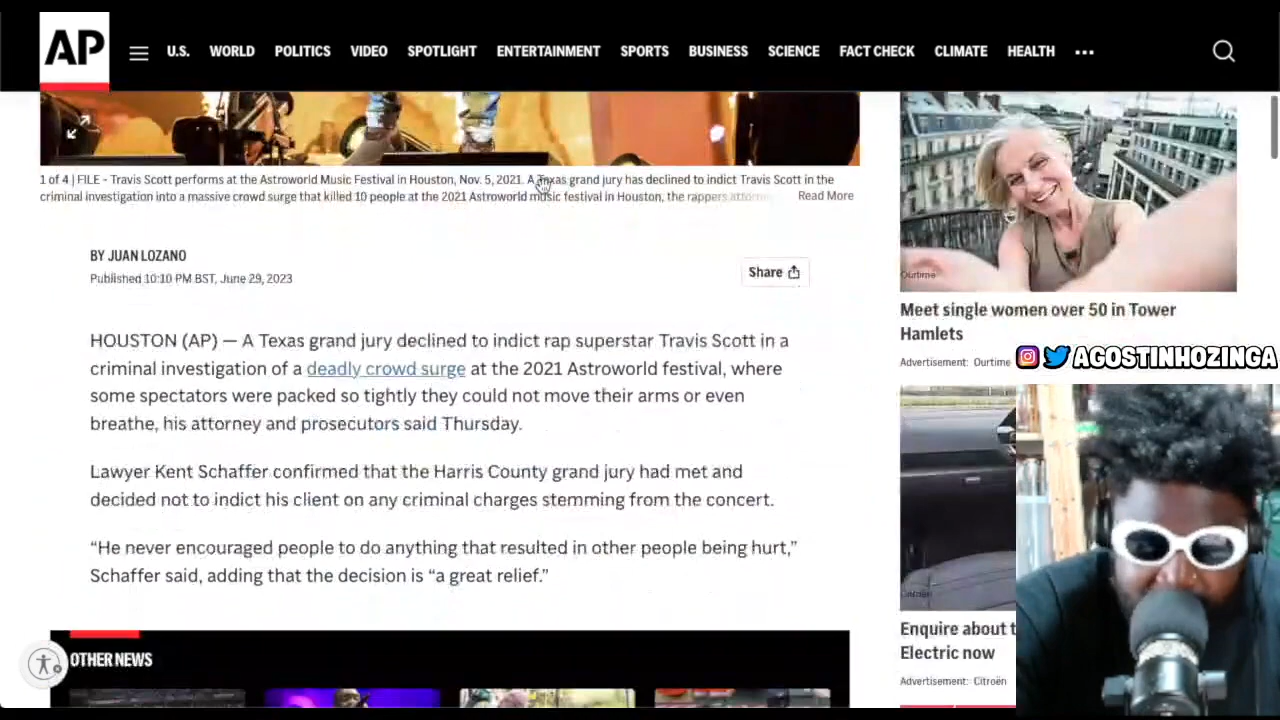 AP
U.S. WORLD POLITICS VIDEO SPOTLIGHT ENTERTAINMENT SPORTS BUSINESS SCIENCE FACT CHECK CLIMATE HEALTH
1 of 4 | FILE - Travis Scott performs at the Astroworld Music Festival in Houston, Nov. 5, 2021. A Texas grand jury has declined to indict Travis Scott in the
criminal investigation into a massive crowd surge that killed 10 people at the 2021 Astroworld music festival in Houston, the rappers attorne
Read More
BY JUAN LOZANO
Published 10:10 PM BST, June 29, 2023
Share
HOUSTON (AP) — A Texas grand jury declined to indict rap superstar Travis Scott in a
criminal investigation of a deadly crowd surge at the 2021 Astroworld festival, where
some spectators were packed so tightly they could not move their arms or even
breathe, his attorney and prosecutors said Thursday.
Lawyer Kent Schaffer confirmed that the Harris County grand jury had met and
decided not to indict his client on any criminal charges stemming from the concert.
“He never encouraged people to do anything that resulted in other people being hurt,”
Schaffer said, adding that the decision is “a great relief.”
OTHER NEWS
Ourtime
Meet single women over 50 in Tower
Hamlets
Advertisement: Ourtime
AGOSTINHOZINGA
Citroën
Enquire about t
Electric now
Advertisement: Citroën